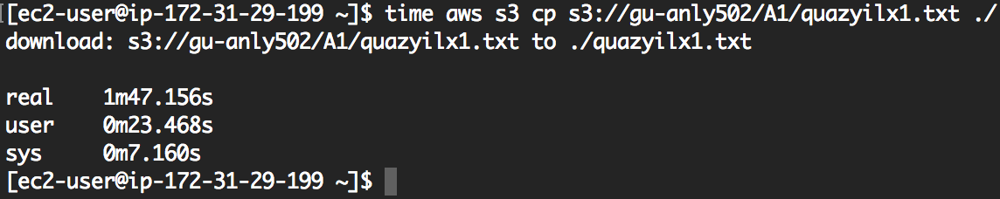 [ec2-user@ip-172-31-29-199 ~]$ time aws s3 cp s3://gu-anly502/A1/quazyilx1.txt ./
download: s3://gu-anly502/A1/quazyilx1.txt to ./quazyilx1.txt
real    1m47.156s
user    0m23.468s
sys     0m7.160s
[ec2-user@ip-172-31-29-199 ~]$